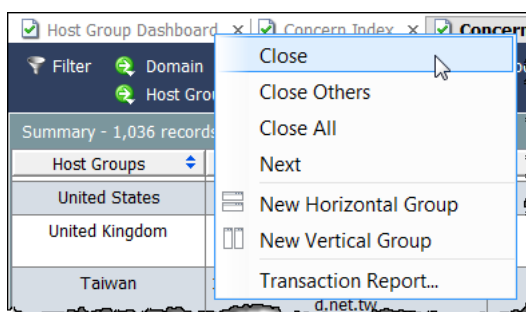 Host Group Dashboard
Concern Index
Concern
Filter
Domain
Host Gro
Summary - 1,036 records
Host Groups
United States
United Kingdom
Taiwan
Close
Close Others
Close All
Next
New Horizontal Group
New Vertical Group
Transaction Report...
d.net.tw